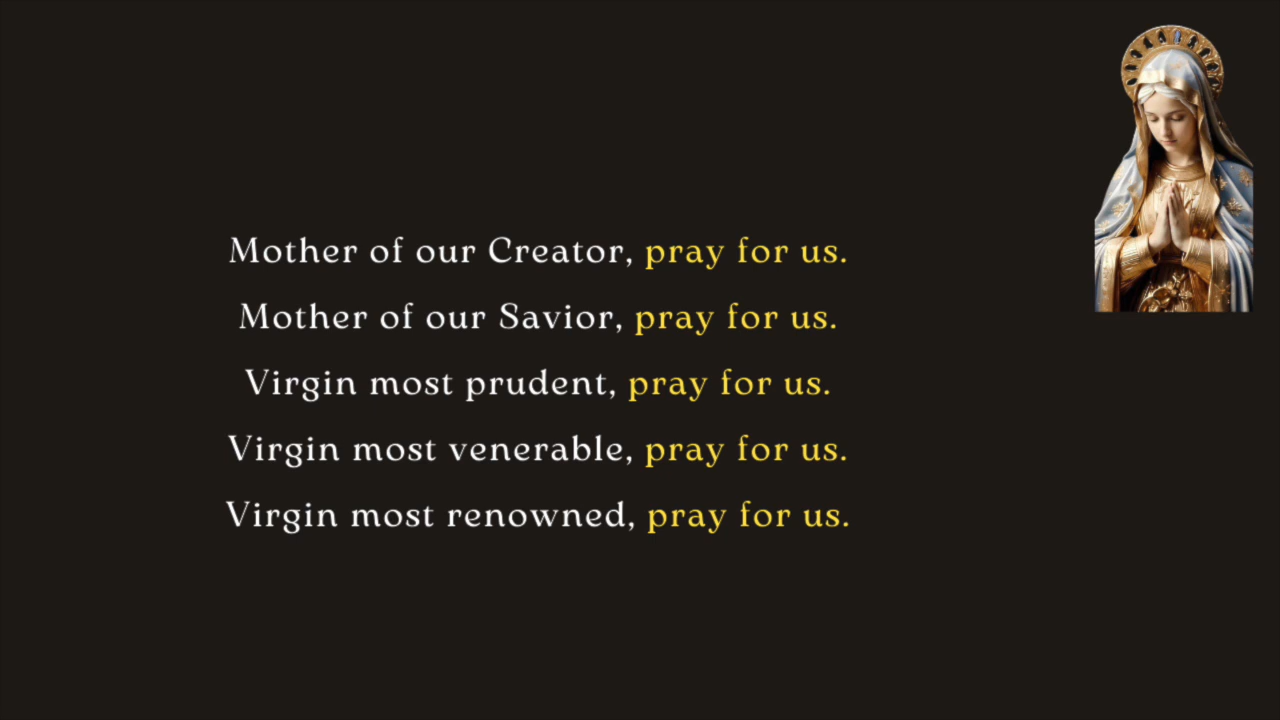 Mother of our Creator, pray for us.
Mother of our Savior, pray for us.
Virgin most prudent, pray for us.
Virgin most venerable, pray for us.
Virgin most renowned, pray for us.